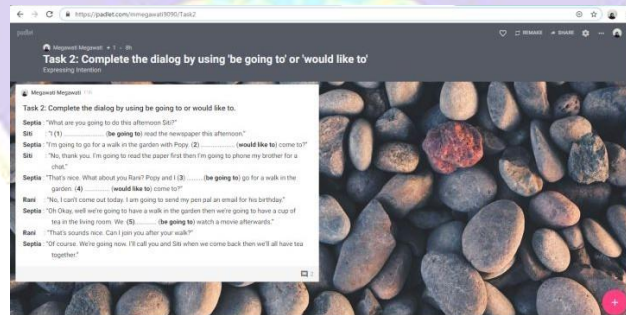 https://padlet.com/mmegawati9090/Task2
padlet
REMAKE SHARE
Megawati Megawati + 1 · 8h
Task 2: Complete the dialog by using 'be going to' or 'would like to'
Expressing Intention
Megawati Megawati
Task 2: Complete the dialog by using be going to or would like to.
Septia : "What are you going to do this afternoon Siti?"
Siti : "I (1) .................... (be going to) read the newspaper this afternoon."
Septia : "I'm going to go for a walk in the garden with Popy. (2) .................... (would like to) come to?"
Siti : "No, thank you. I'm going to read the paper first then I'm going to phone my brother for a
chat."
Septia : "That's nice. What about you Rani? Popy and I (3) ........(be going to) go for a walk in the
garden. (4) ............. (would like to) come to?"
Rani : "No, I can't come out today. I am going to send my pen pal an email for his birthday."
Septia : "Oh Okay, well we're going to have a walk in the garden then we're going to have a cup of
tea in the living room. We (5)........... (be going to) watch a movie afterwards."
Rani : "That's sounds nice. Can I join you after your walk?"
Septia : "Of course. We're going now. I'll call you and Siti when we come back then we'll all have tea
together."
2